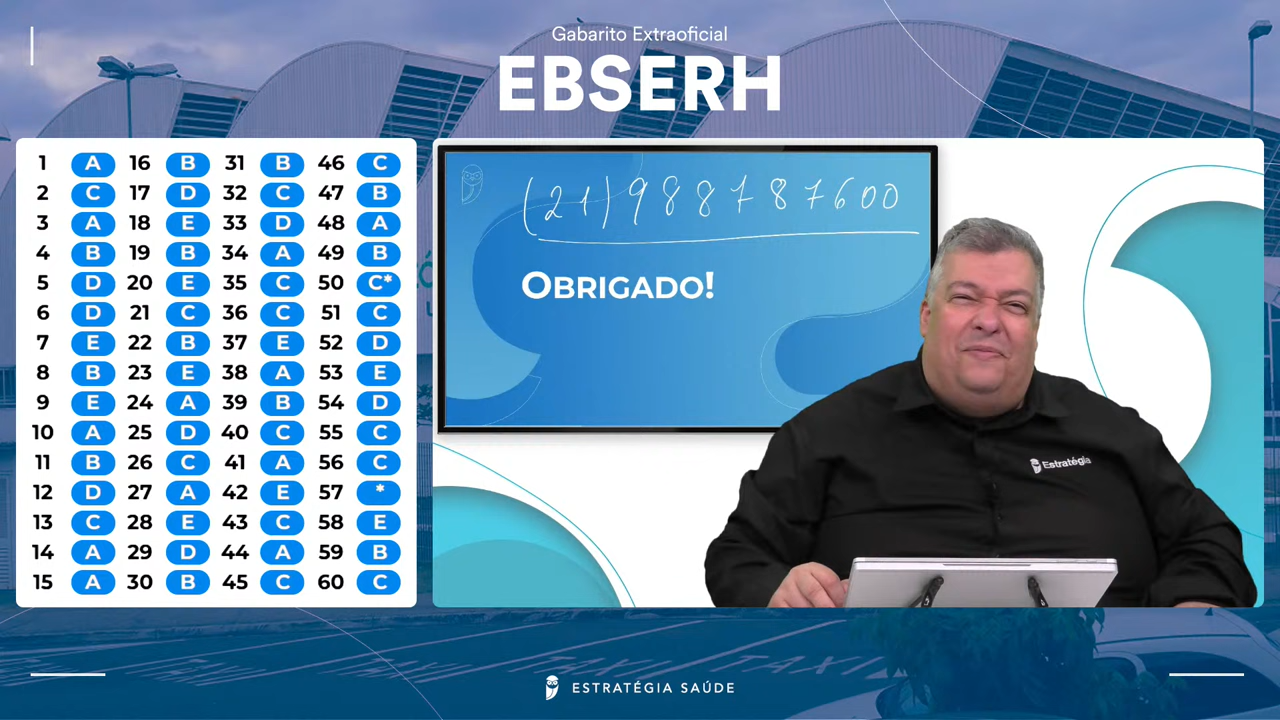 Gabarito Extraoficial
EBSERH
1 A 16 B 31 B 46 C
2 C 17 D 32 C 47 B
3 A 18 E 33 D 48 A
4 B 19 B 34 A 49 B
5 D 20 E 35 C 50 C*
6 D 21 C 36 C 51 C
7 E 22 B 37 E 52 D
8 B 23 E 38 A 53 E
9 E 24 A 39 B 54 D
10 A 25 D 40 C 55 C
11 B 26 C 41 A 56 C
12 D 27 A 42 E 57 *
13 C 28 E 43 C 58 E
14 A 29 D 44 A 59 B
15 A 30 B 45 C 60 C
(21) 988787600
OBRIGADO!
Estratégia
TAXI
ESTRATÉGIA SAÚDE